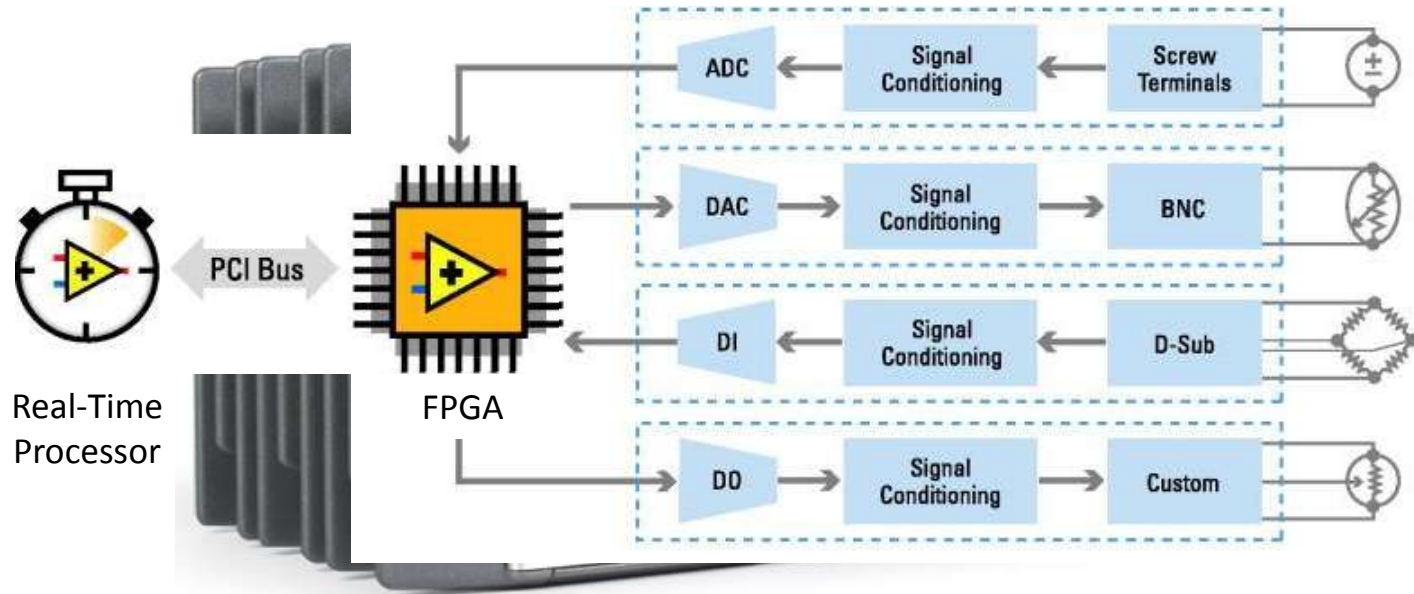 ADC
Signal
Conditioning
Screw
Terminals
DAC
Signal
Conditioning
BNC
PCI Bus
DI
Signal
Conditioning
D-Sub
Real-Time
Processor
FPGA
DO
Signal
Conditioning
Custom